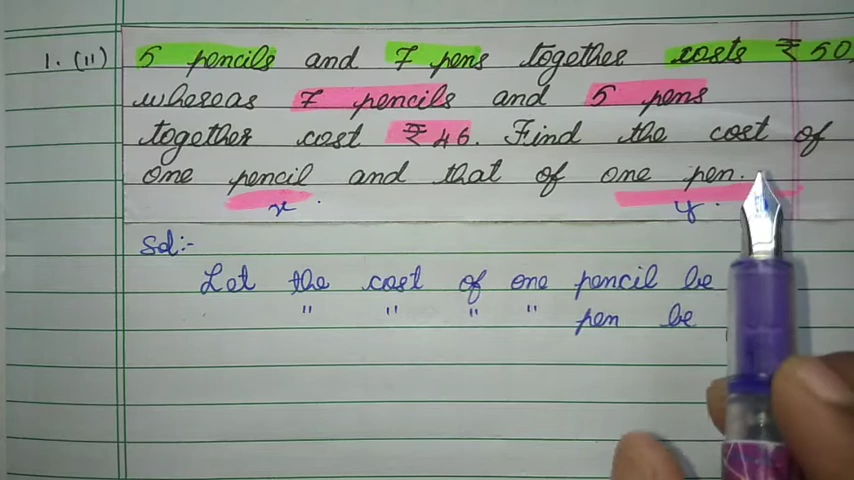 1. (ii) 5 pencils and 7 pens together costs ₹ 50,
whereas 7 pencils and 5 pens
together cost ₹ 46. Find the cost of
one pencil and that of one pen.
x . y .
Sol:-
Let the cost of one pencil be
" " " " pen be